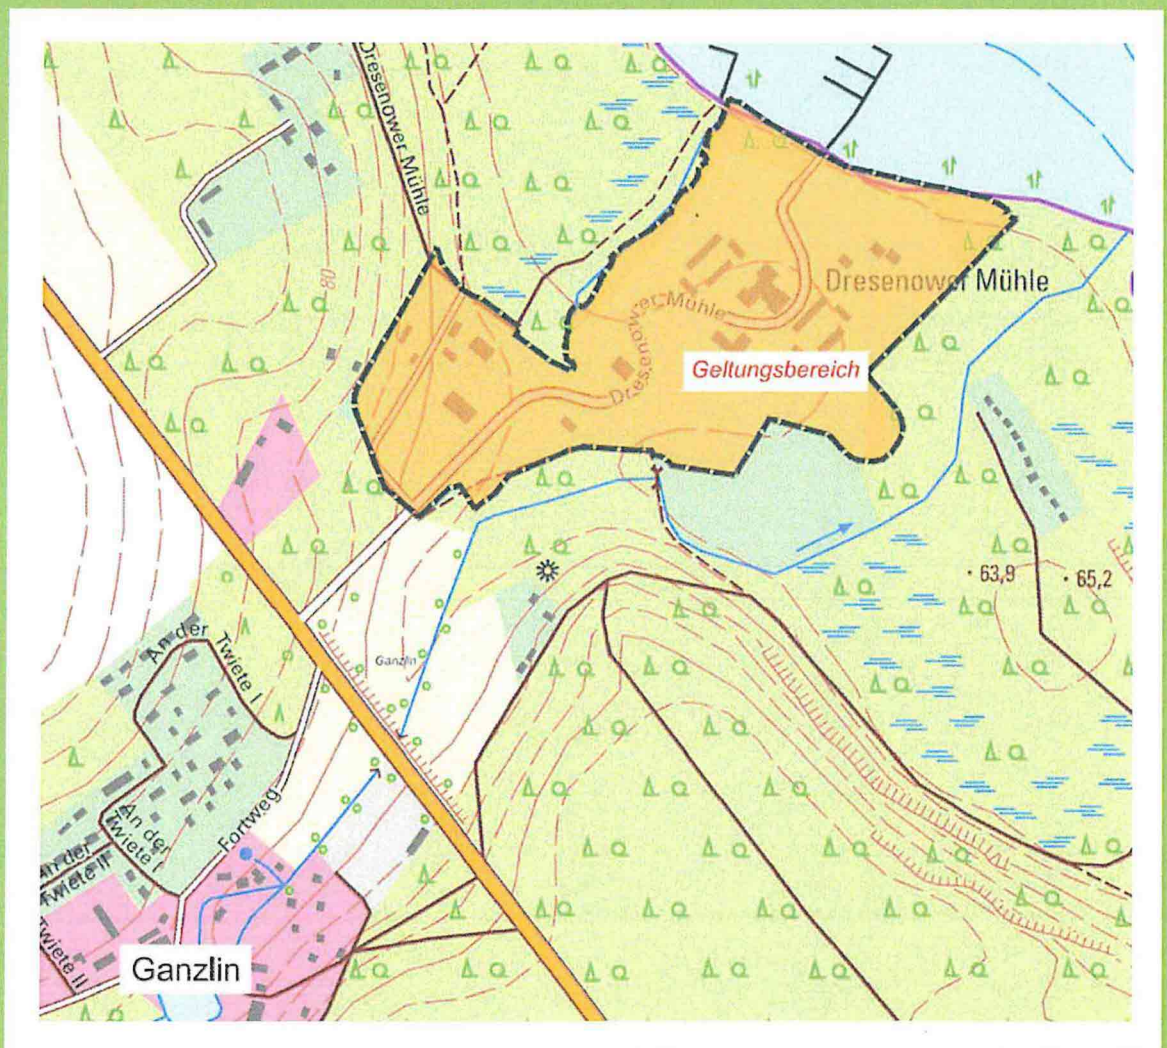 Dresenower Mühle
80
Dresenower Mühle
Dresenower Mühle
Geltungsbereich
63,9
65,2
An der Twiete I
Ganzlin
Fortweg
An der
Twiete I
An der
Twiete II
Twiete II
Ganzlin